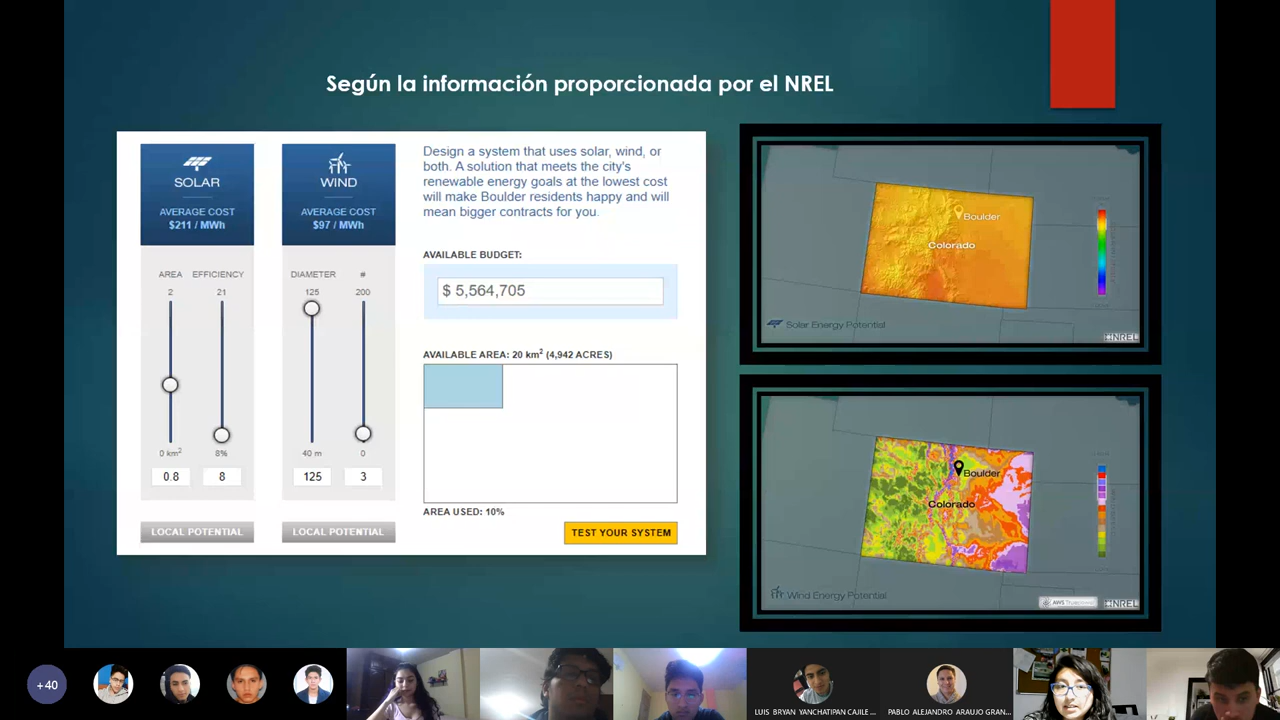 Según la información proporcionada por el NREL
SOLAR
AVERAGE COST
$211 / MWh
AREA EFFICIENCY
2 21
0 km² 8%
0.8 8
LOCAL POTENTIAL
WIND
AVERAGE COST
$97 / MWh
DIAMETER #
125 200
40 m 0
125 3
LOCAL POTENTIAL
Design a system that uses solar, wind, or
both. A solution that meets the city's
renewable energy goals at the lowest cost
will make Boulder residents happy and will
mean bigger contracts for you.
AVAILABLE BUDGET:
$ 5,564,705
AVAILABLE AREA: 20 km² (4,942 ACRES)
AREA USED: 10%
TEST YOUR SYSTEM
Boulder
Colorado
Solar Energy Potential
NREL
Boulder
Colorado
Wind Energy Potential
AWS Truepower
NREL
+40
LUIS BRYAN YANCHATIPAN CAJILE ...
PABLO ALEJANDRO ARAUJO GRAN...